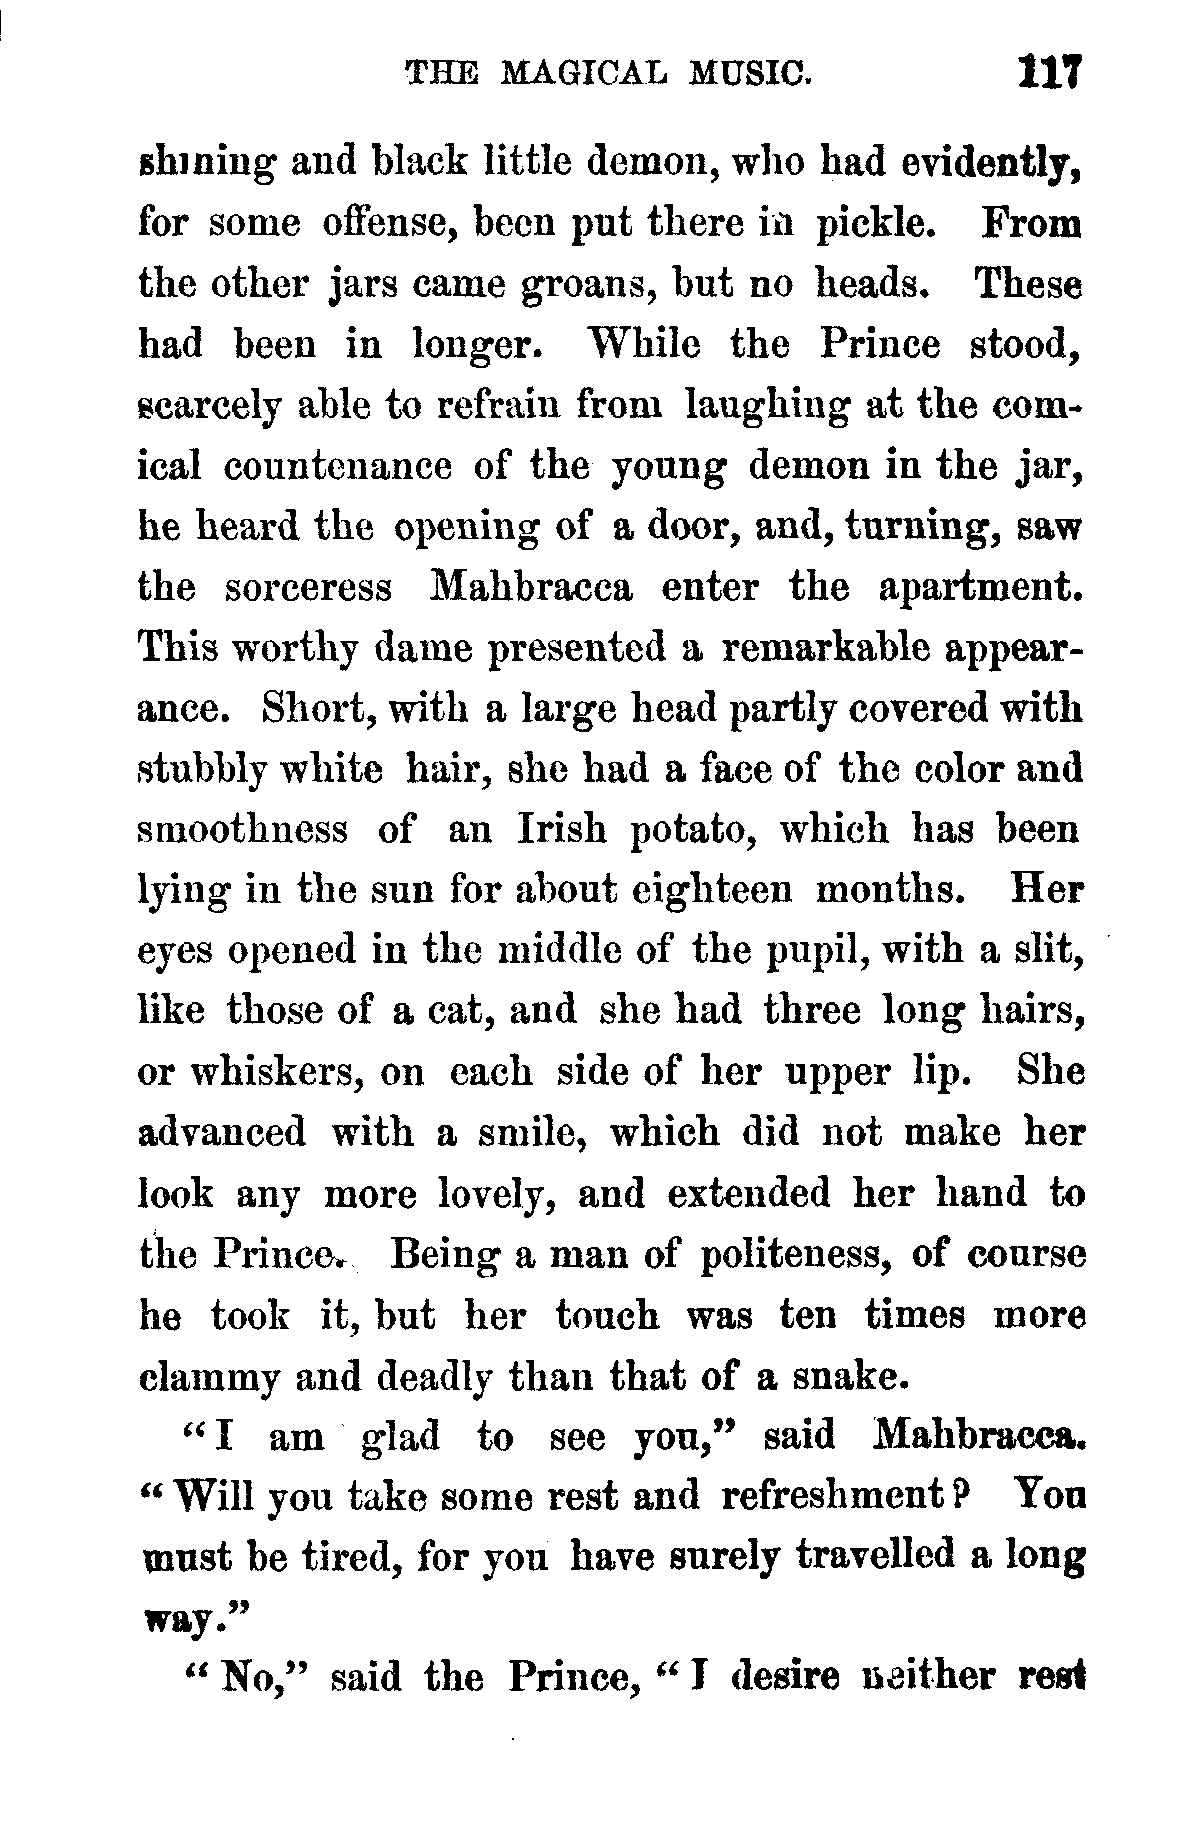 THE MAGICAL MUSIC. 117
shining and black little demon, who had evidently,
for some offense, been put there in pickle. From
the other jars came groans, but no heads. These
had been in longer. While the Prince stood,
scarcely able to refrain from laughing at the com-
ical countenance of the young demon in the jar,
he heard the opening of a door, and, turning, saw
the sorceress Mahbracca enter the apartment.
This worthy dame presented a remarkable appear-
ance. Short, with a large head partly covered with
stubbly white hair, she had a face of the color and
smoothness of an Irish potato, which has been
lying in the sun for about eighteen months. Her
eyes opened in the middle of the pupil, with a slit,
like those of a cat, and she had three long hairs,
or whiskers, on each side of her upper lip. She
advanced with a smile, which did not make her
look any more lovely, and extended her hand to
the Prince. Being a man of politeness, of course
he took it, but her touch was ten times more
clammy and deadly than that of a snake.
"I am glad to see you," said Mahbracca.
"Will you take some rest and refreshment? You
must be tired, for you have surely travelled a long
way."
"No," said the Prince, "I desire neither rest